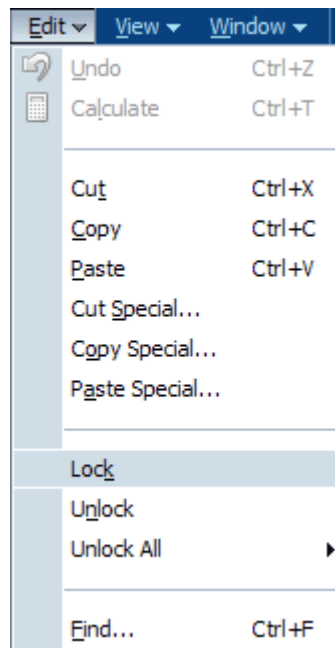 Edit View Window
Undo Ctrl+Z
Calculate Ctrl+T
Cut Ctrl+X
Copy Ctrl+C
Paste Ctrl+V
Cut Special...
Copy Special...
Paste Special...
Lock
Unlock
Unlock All
Find... Ctrl+F